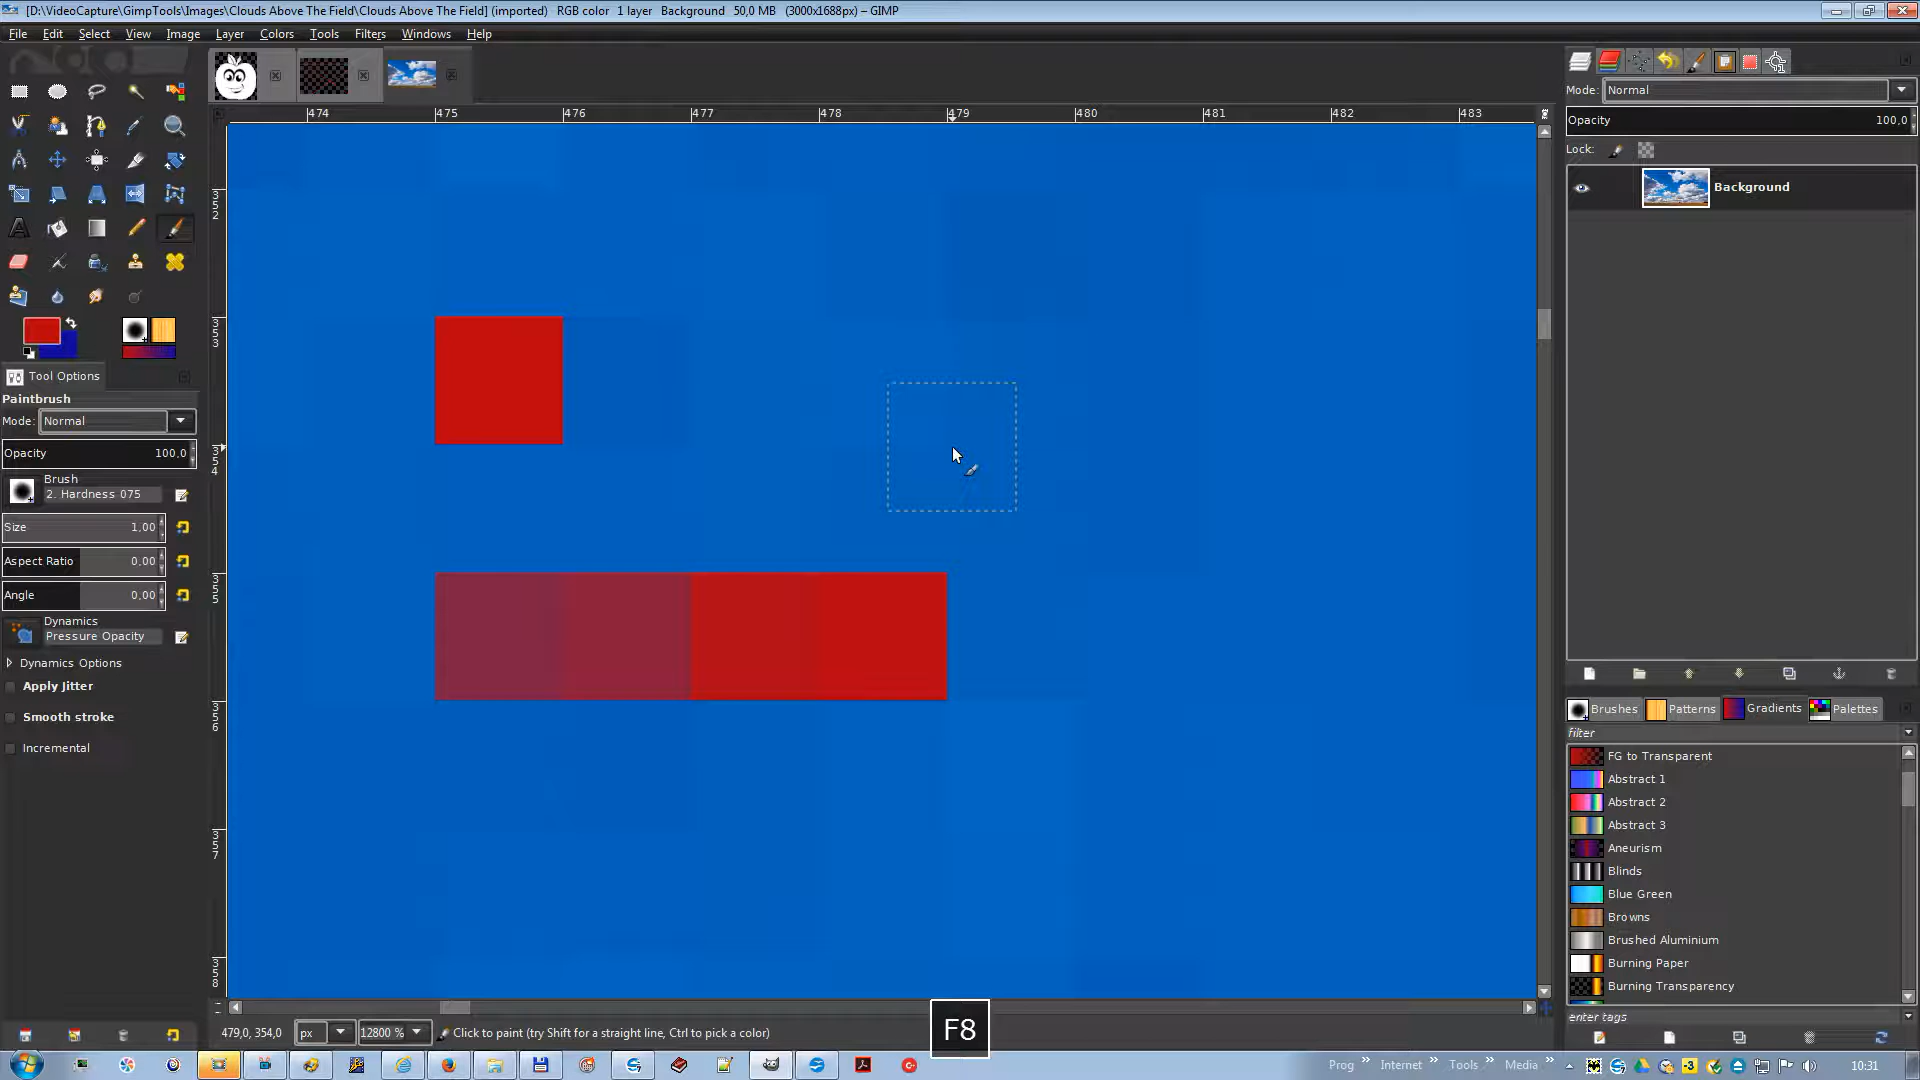 [D:\VideoCapture\GimpTools\Images\Clouds Above The Field\Clouds Above The Field] (imported) RGB color 1 layer Background 50,0 MB (3000x1688px) – GIMP
File Edit Select View Image Layer Colors Tools Filters Windows Help
Mode: Normal
Opacity 100,0
Lock:
Background
474 475 476 477 478 479 480 481 482 483
352
353
354
355
356
357
358
Tool Options
Paintbrush
Mode: Normal
Opacity 100,0
Brush
2. Hardness 075
Size 1,00
Aspect Ratio 0,00
Angle 0,00
Dynamics
Pressure Opacity
Dynamics Options
Apply Jitter
Smooth stroke
Incremental
Brushes Patterns Gradients Palettes
filter
FG to Transparent
Abstract 1
Abstract 2
Abstract 3
Aneurism
Blinds
Blue Green
Browns
Brushed Aluminium
Burning Paper
Burning Transparency
enter tags
479,0, 354,0 px 12800 % Click to paint (try Shift for a straight line, Ctrl to pick a color)
F8
Prog » Internet » Tools » Media » 10:31